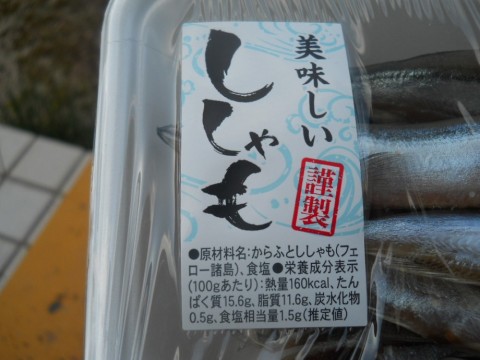 美味しい
ししゃも
謹製
●原材料名:からふとししゃも(フェ
ロー諸島)、食塩●栄養成分表示
(100gあたり):熱量160kcal、たん
ぱく質15.6g、脂質11.6g、炭水化物
0.5g、食塩相当量1.5g(推定値)